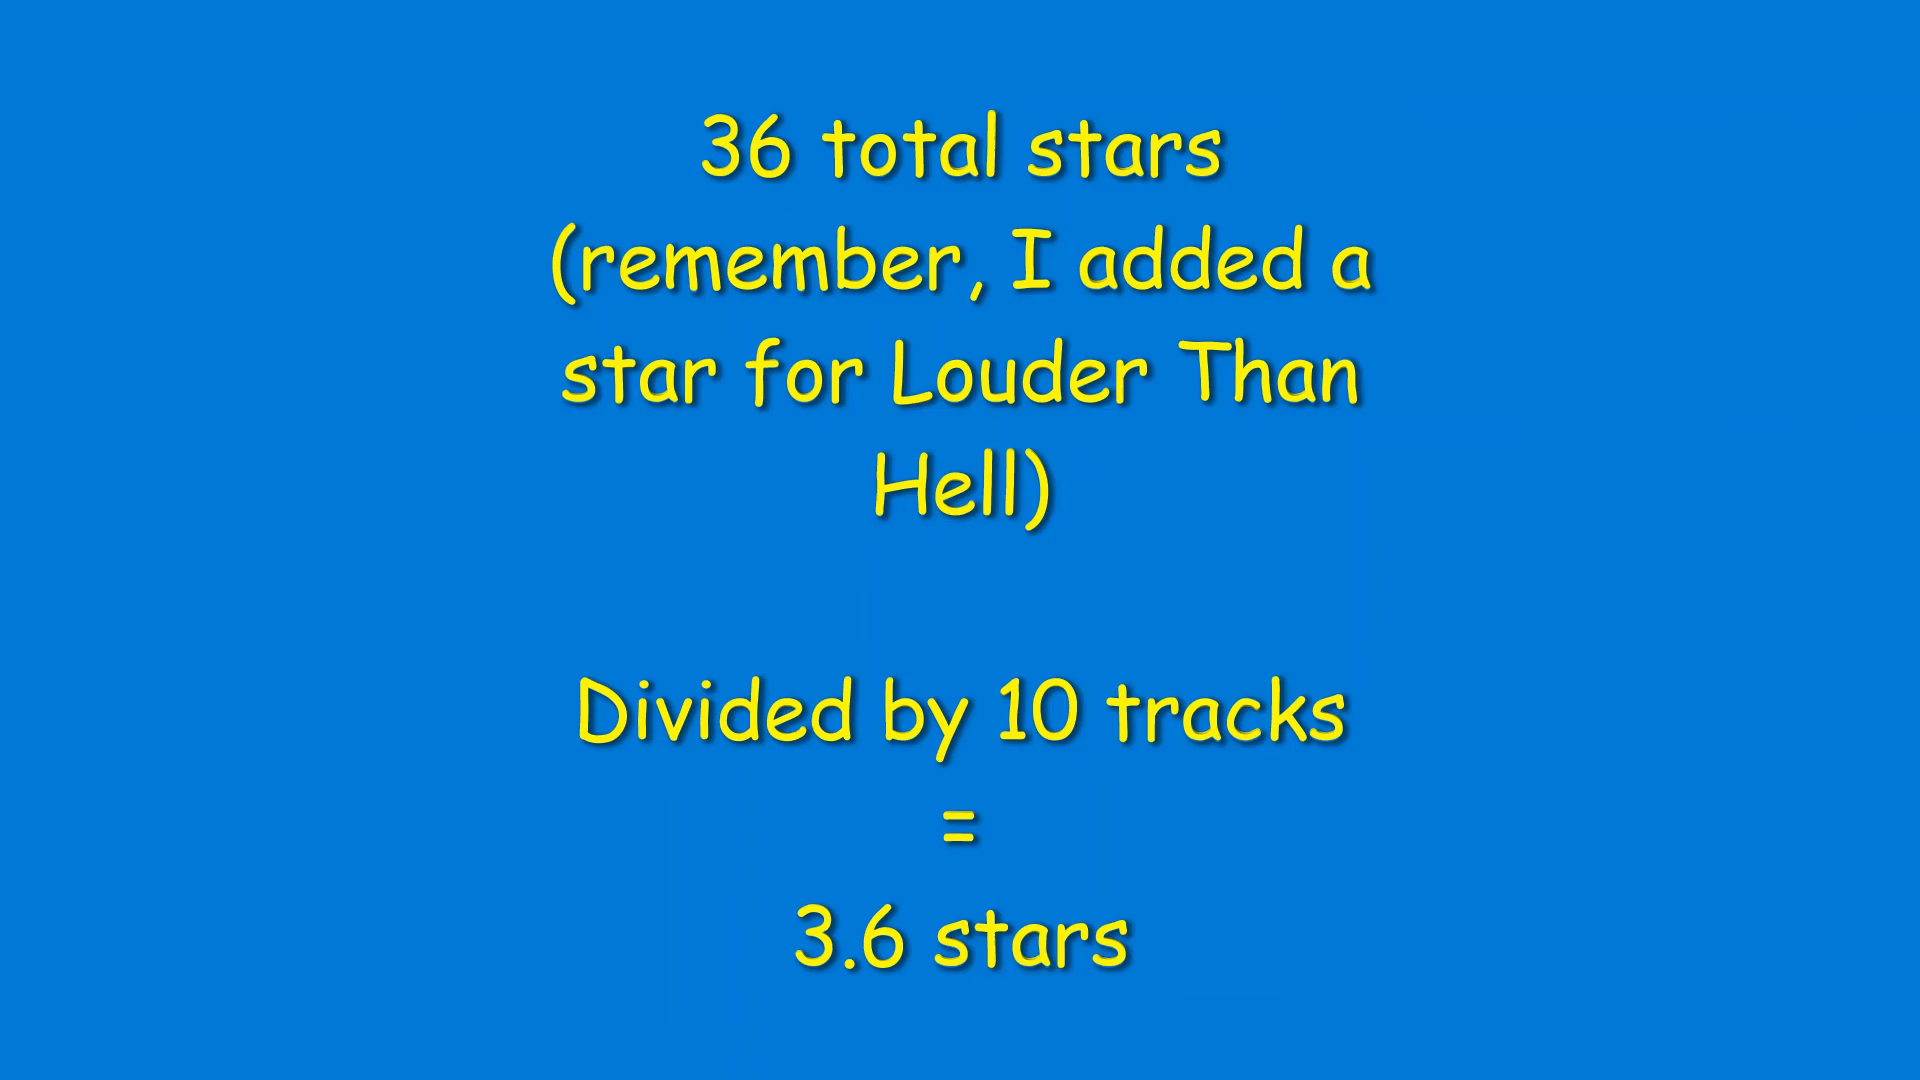 36 total stars
(remember, I added a
star for Louder Than
Hell)
Divided by 10 tracks
=
3.6 stars